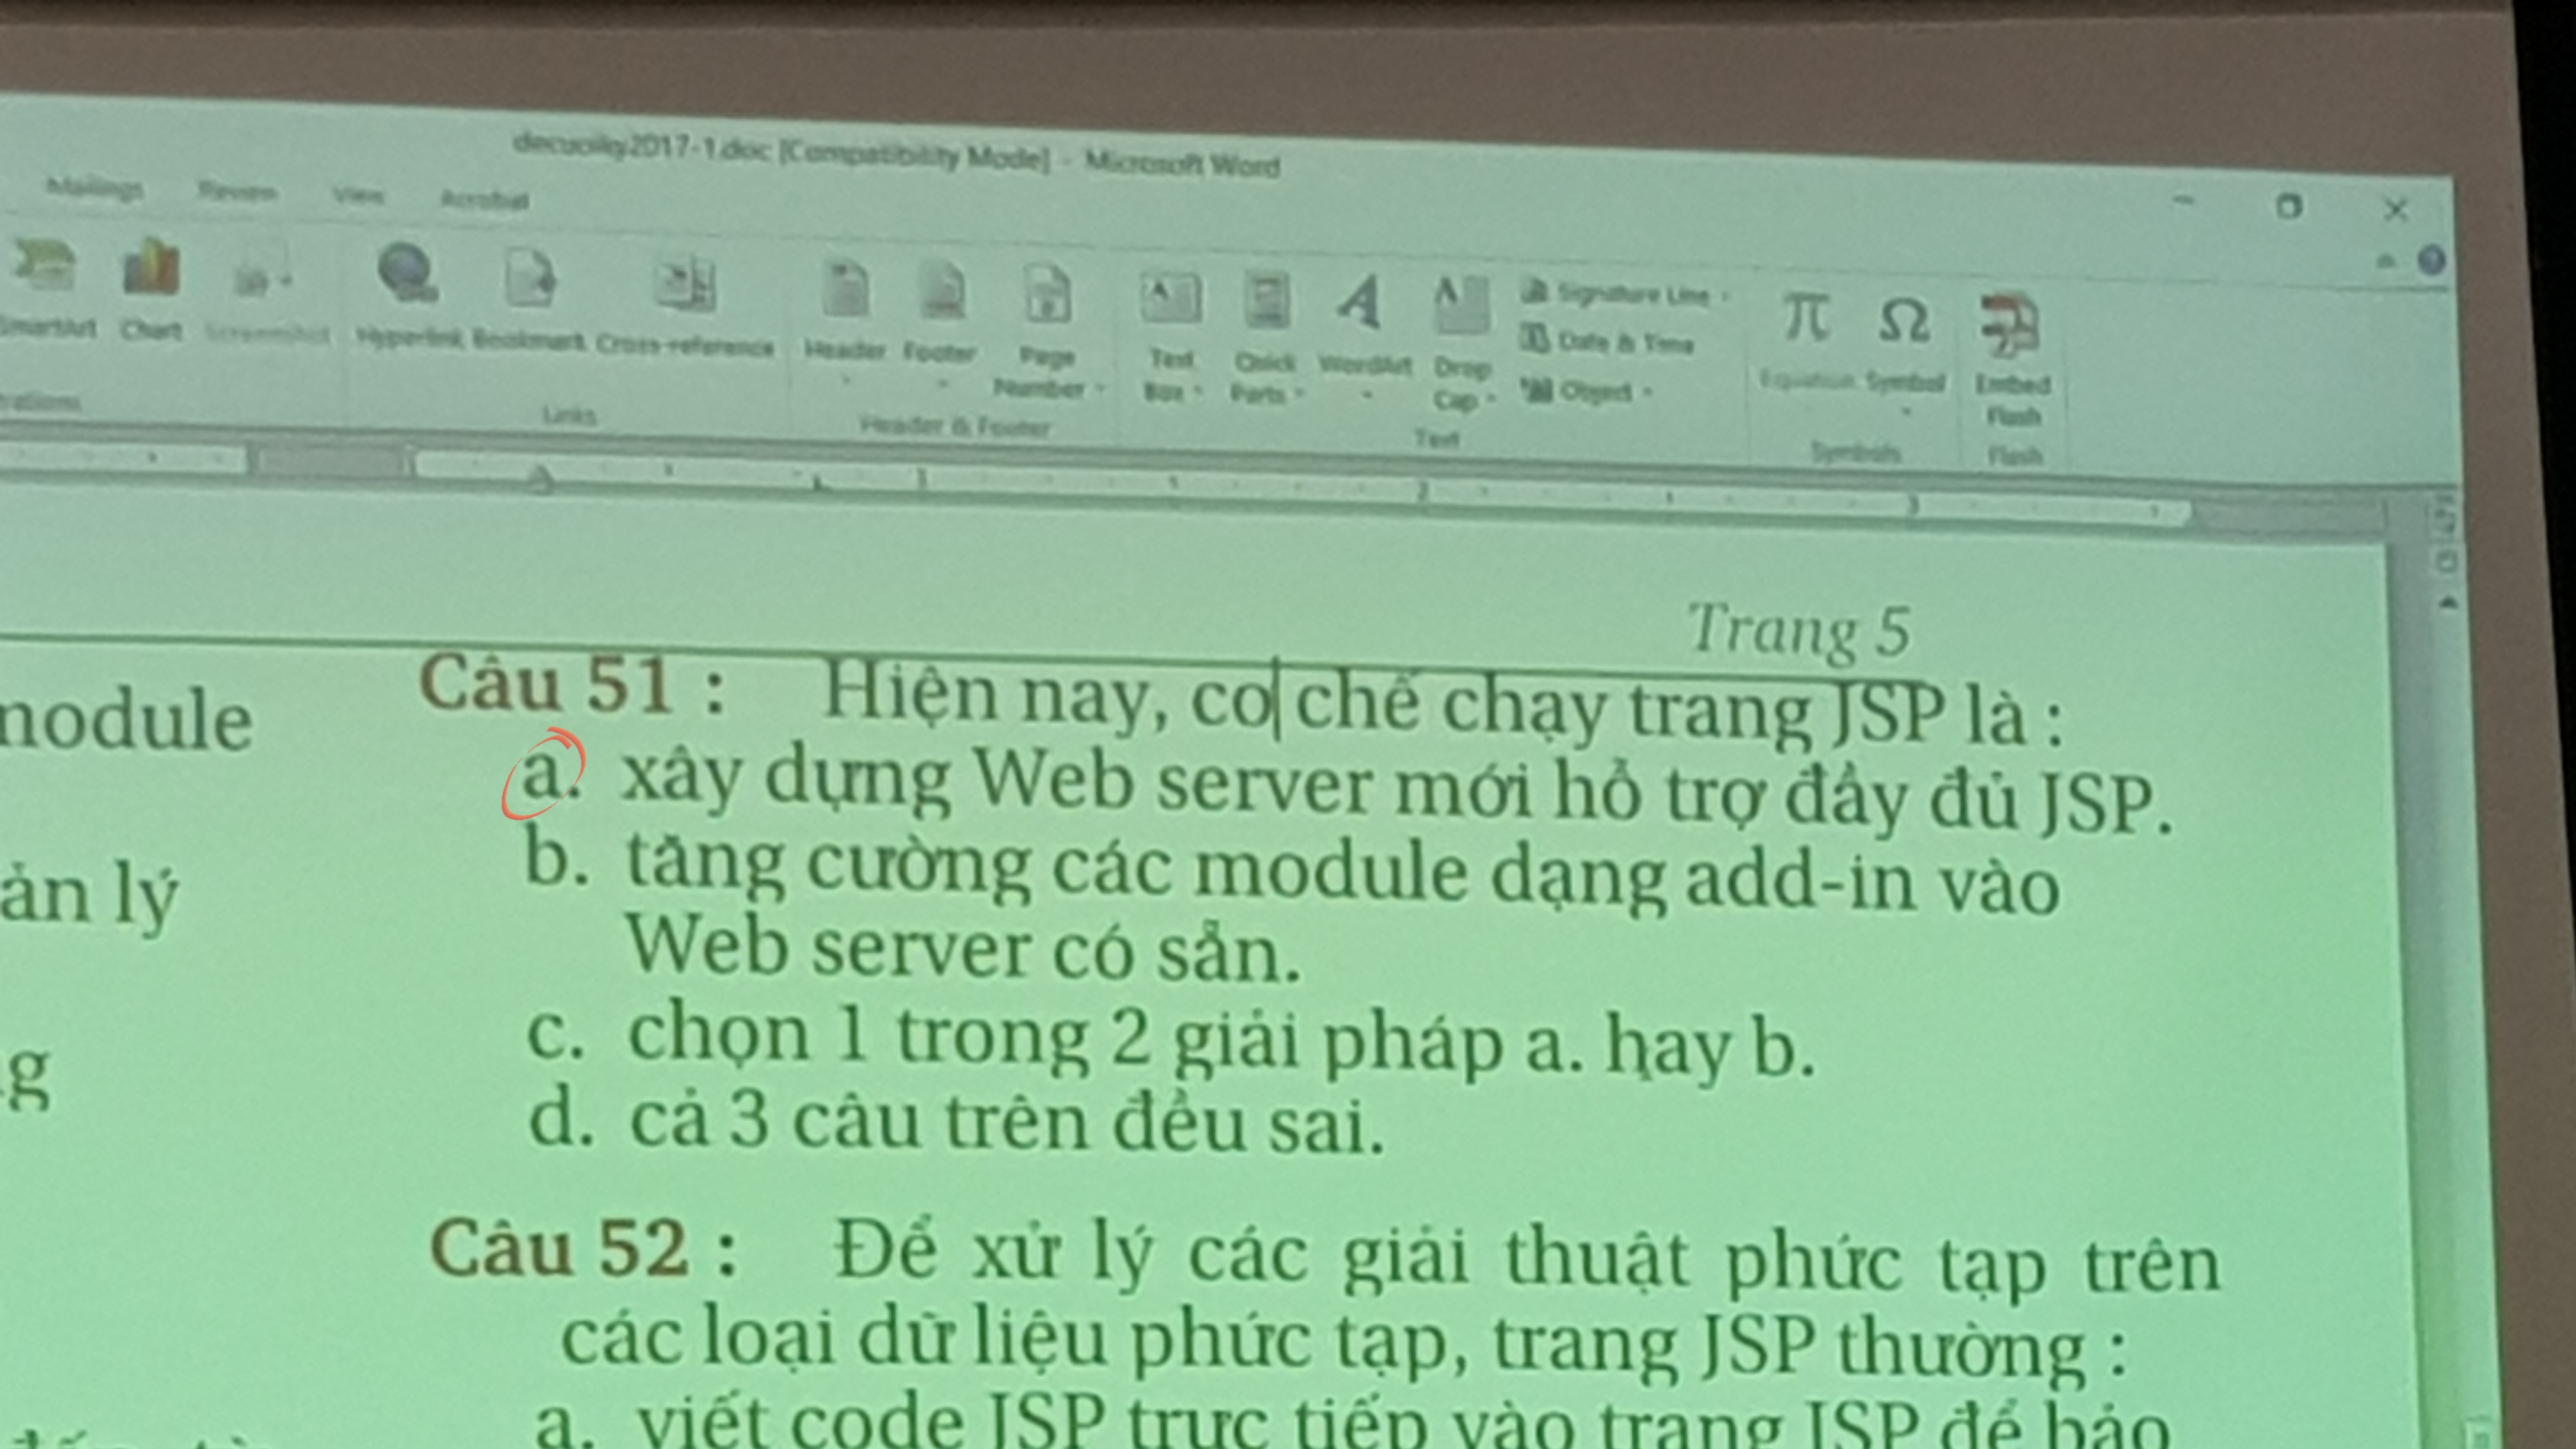 decuoiky2017-1.doc [Compatibility Mode] - Microsoft Word
Mailings Review View Acrobat
SmartArt Chart Screenshot Hyperlink Bookmark Cross-reference Header Footer Page Number Text Box Quick Parts WordArt Drop Cap Signature Line Date & Time Object Equation Symbol Embed Flash
Links Header & Footer Text Symbols Flash
Trang 5
module
ản lý
g
Câu 51 : Hiện nay, cơ chế chạy trang JSP là :
a. xây dựng Web server mới hỗ trợ đầy đủ JSP.
b. tăng cường các module dạng add-in vào
Web server có sẵn.
c. chọn 1 trong 2 giải pháp a. hay b.
d. cả 3 câu trên đều sai.
Câu 52 : Để xử lý các giải thuật phức tạp trên
các loại dữ liệu phức tạp, trang JSP thường :
a. viết code JSP trực tiếp vào trang JSP để bảo